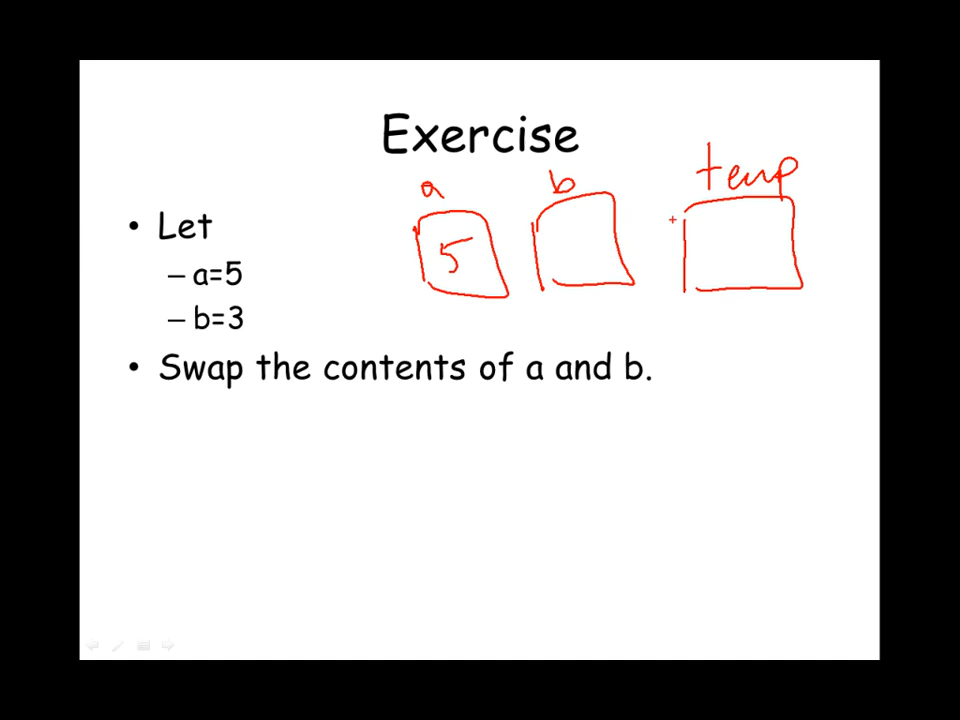 Exercise
a b temp
• Let
5
– a=5
– b=3
• Swap the contents of a and b.